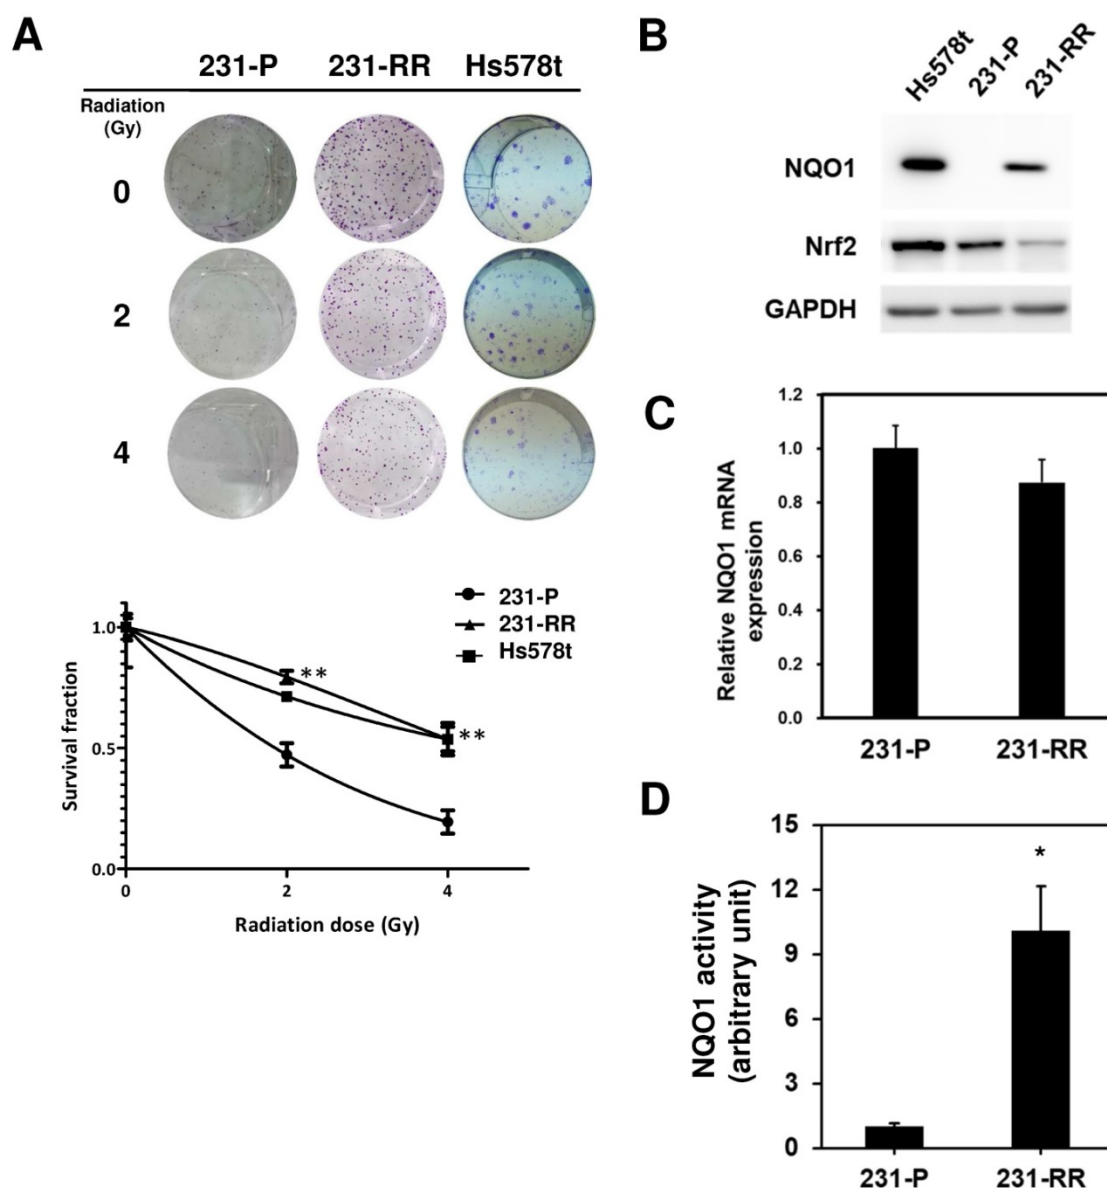 A
231-P 231-RR Hs578t
Radiation
(Gy)
0
2
4
231-P
231-RR
Hs578t
1.0
**
**
0.5
0.0
0 2 4
Survival fraction
Radiation dose (Gy)
B
Hs578t 231-P 231-RR
NQO1
Nrf2
GAPDH
C
1.2
1.0
0.8
0.6
0.4
0.2
0.0
Relative NQO1 mRNA
expression
231-P 231-RR
D
15
*
12
9
6
3
0
NQO1 activity
(arbitrary unit)
231-P 231-RR